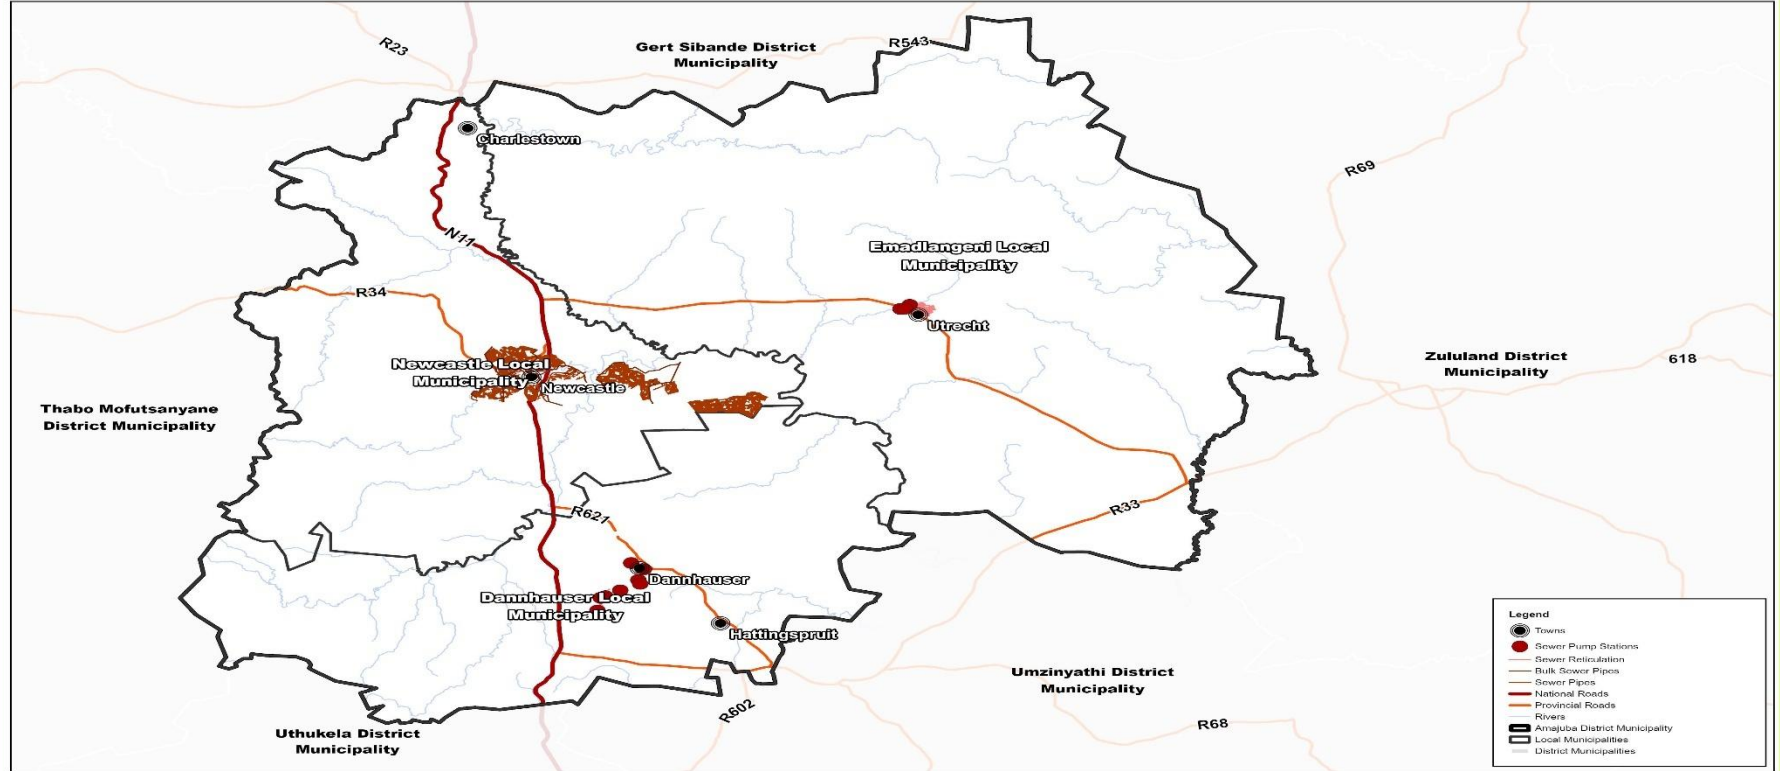 R23
Gert Sibande District
Municipality
R543
Charlestown
R69
N11
Emadlangeni Local
Municipality
R34
Utrecht
Newcastle Local
Municipality
Newcastle
Zululand District
Municipality
618
Thabo Mofutsanyane
District Municipality
R33
R621
Dannhauser
Dannhauser Local
Municipality
Hattingspruit
Umzinyathi District
Municipality
R602
R68
Uthukela District
Municipality
Legend
Towns
Sewer Pump Stations
Sewer Reticulation
Bulk Sewer Pipes
Sewer Pipes
National Roads
Provincial Roads
Rivers
Amajuba District Municipality
Local Municipalities
District Municipalities